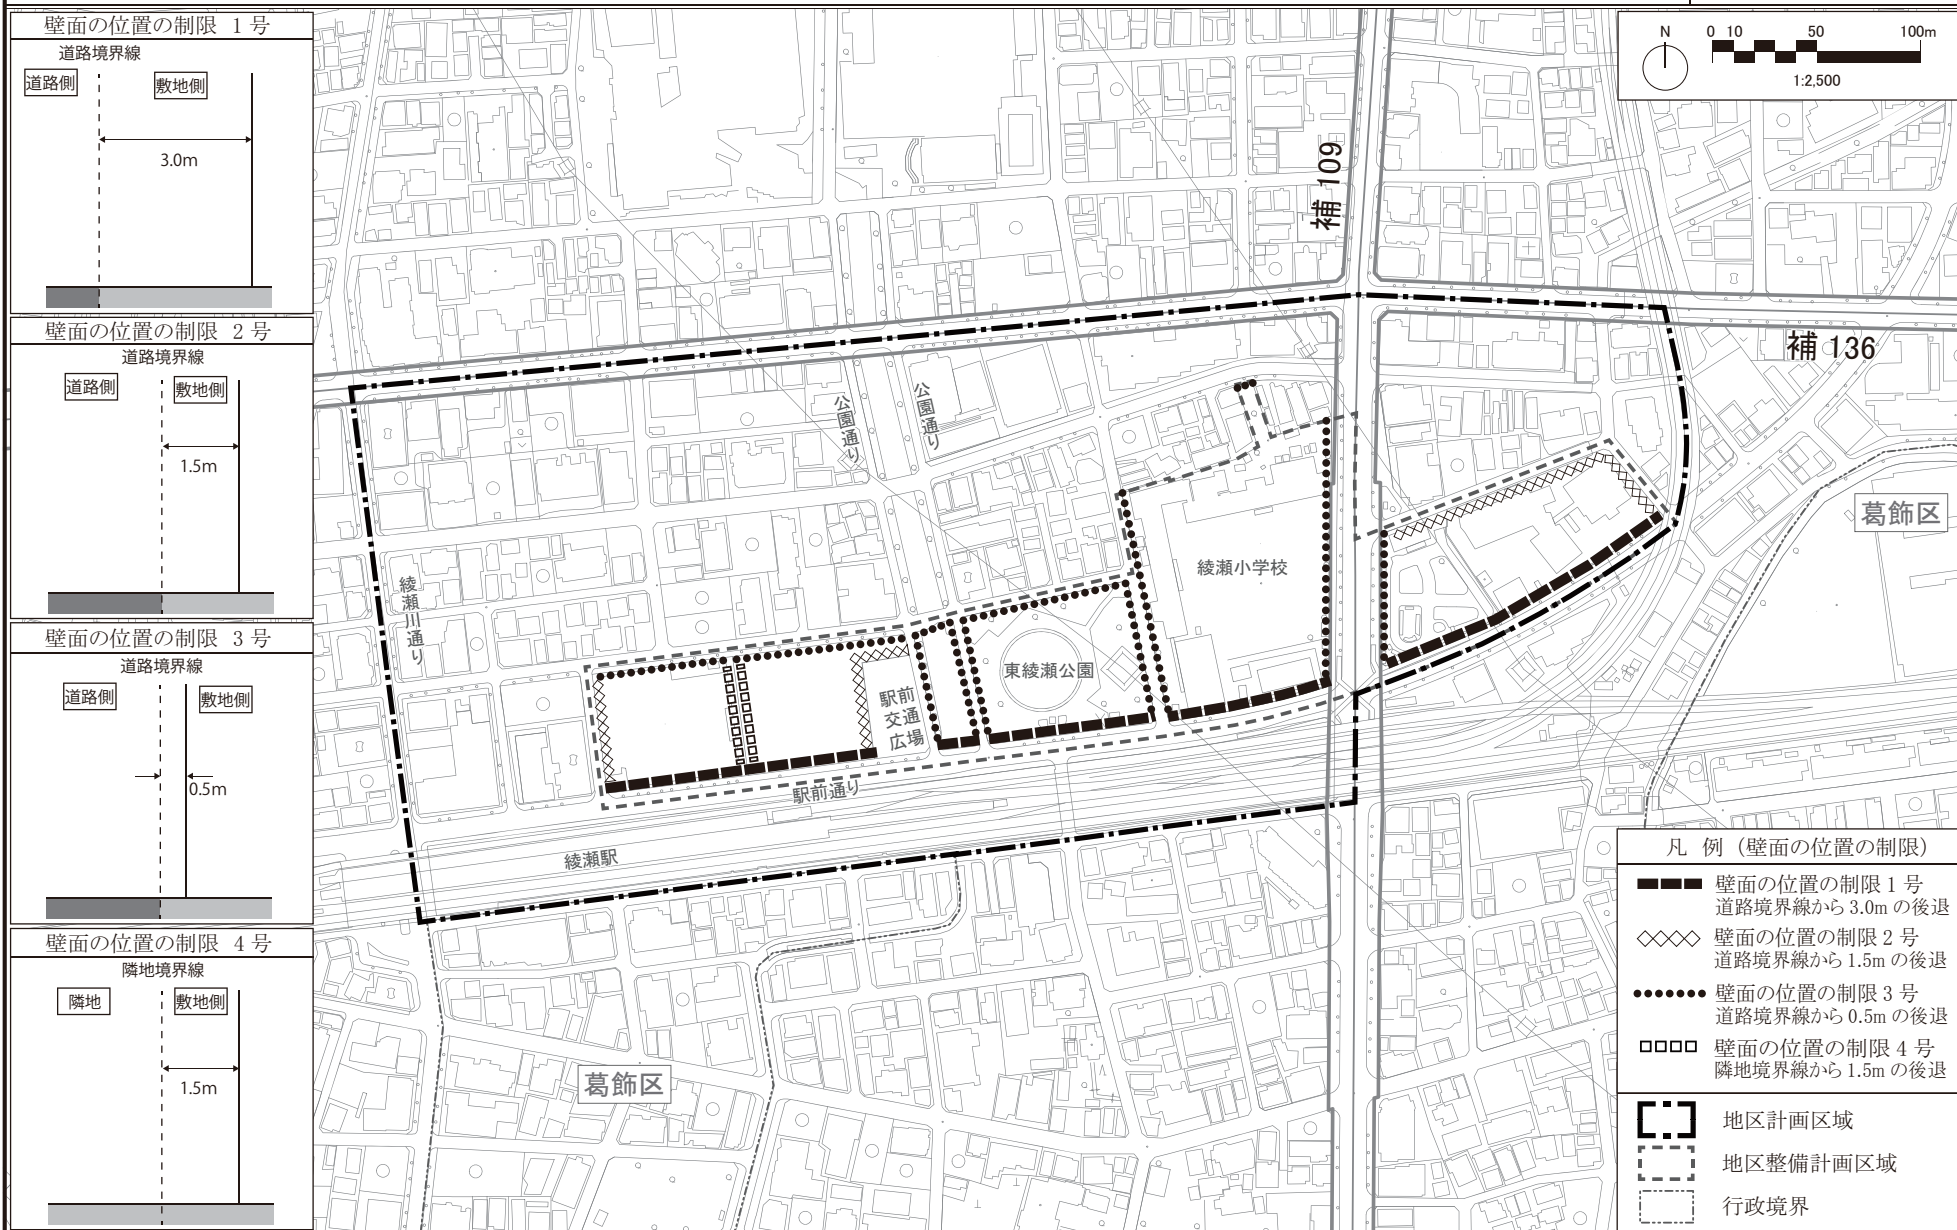 壁面の位置の制限 1号
道路境界線
道路側
敷地側
3.0m
壁面の位置の制限 2号
道路境界線
道路側
敷地側
1.5m
壁面の位置の制限 3号
道路境界線
道路側
敷地側
0.5m
壁面の位置の制限 4号
隣地境界線
隣地
敷地側
1.5m
N
0 10 50 100m
1:2,500
補 109
補 136
公園通り
公園通り
綾瀬川通り
綾瀬小学校
東綾瀬公園
駅前
交通
広場
駅前通り
綾瀬駅
葛飾区
葛飾区
凡 例 (壁面の位置の制限)
壁面の位置の制限 1 号
道路境界線から 3.0m の後退
壁面の位置の制限 2 号
道路境界線から 1.5m の後退
壁面の位置の制限 3 号
道路境界線から 0.5m の後退
壁面の位置の制限 4 号
隣地境界線から 1.5m の後退
地区計画区域
地区整備計画区域
行政境界